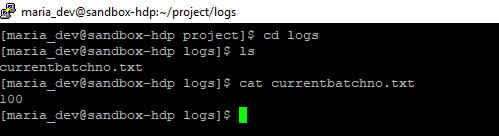 maria_dev@sandbox-hdp:~/project/logs
[maria_dev@sandbox-hdp project]$ cd logs
[maria_dev@sandbox-hdp logs]$ ls
currentbatchno.txt
[maria_dev@sandbox-hdp logs]$ cat currentbatchno.txt
100
[maria_dev@sandbox-hdp logs]$